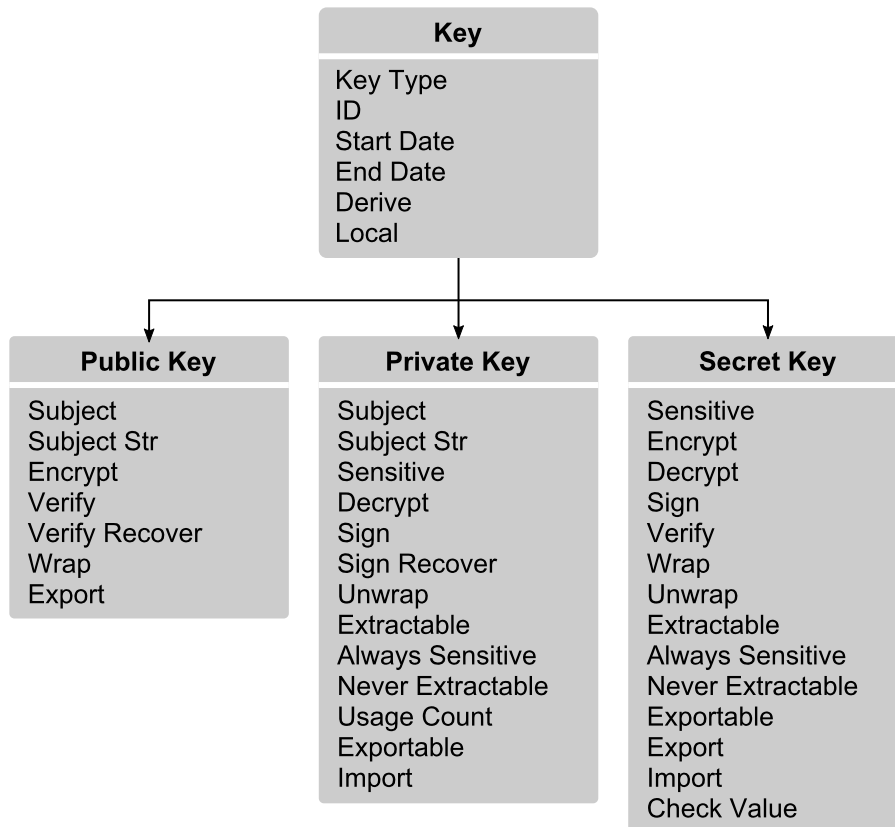 Key
Key Type
ID
Start Date
End Date
Derive
Local
Public Key
Subject
Subject Str
Encrypt
Verify
Verify Recover
Wrap
Export
Private Key
Subject
Subject Str
Sensitive
Decrypt
Sign
Sign Recover
Unwrap
Extractable
Always Sensitive
Never Extractable
Usage Count
Exportable
Import
Secret Key
Sensitive
Encrypt
Decrypt
Sign
Verify
Wrap
Unwrap
Extractable
Always Sensitive
Never Extractable
Exportable
Export
Import
Check Value